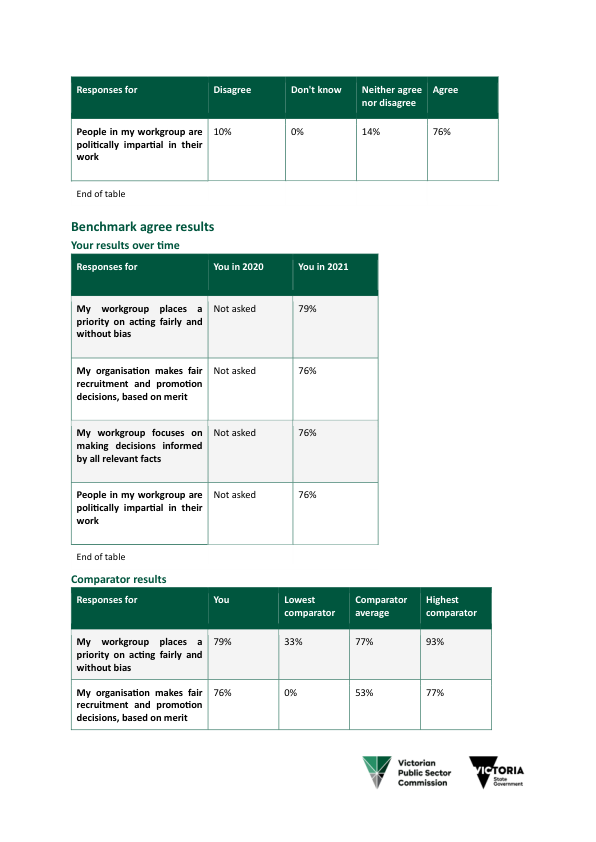 Responses for Disagree Don't know Neither agree Agree
nor disagree
People in my workgroup are 10% 0% 14% 76%
politically impartial in their
work
End of table
Benchmark agree results
Your results over time
Responses for You in 2020 You in 2021
My workgroup places a Not asked 79%
priority on acting fairly and
without bias
My organisation makes fair Not asked 76%
recruitment and promotion
decisions, based on merit
My workgroup focuses on Not asked 76%
making decisions informed
by all relevant facts
People in my workgroup are Not asked 76%
politically impartial in their
work
End of table
Comparator results
Responses for You Lowest Comparator Highest
comparator average comparator
My workgroup places a 79% 33% 77% 93%
priority on acting fairly and
without bias
My organisation makes fair 76% 0% 53% 77%
recruitment and promotion
decisions, based on merit
Victorian
Public Sector
Commission
VICTORIA
State
Government